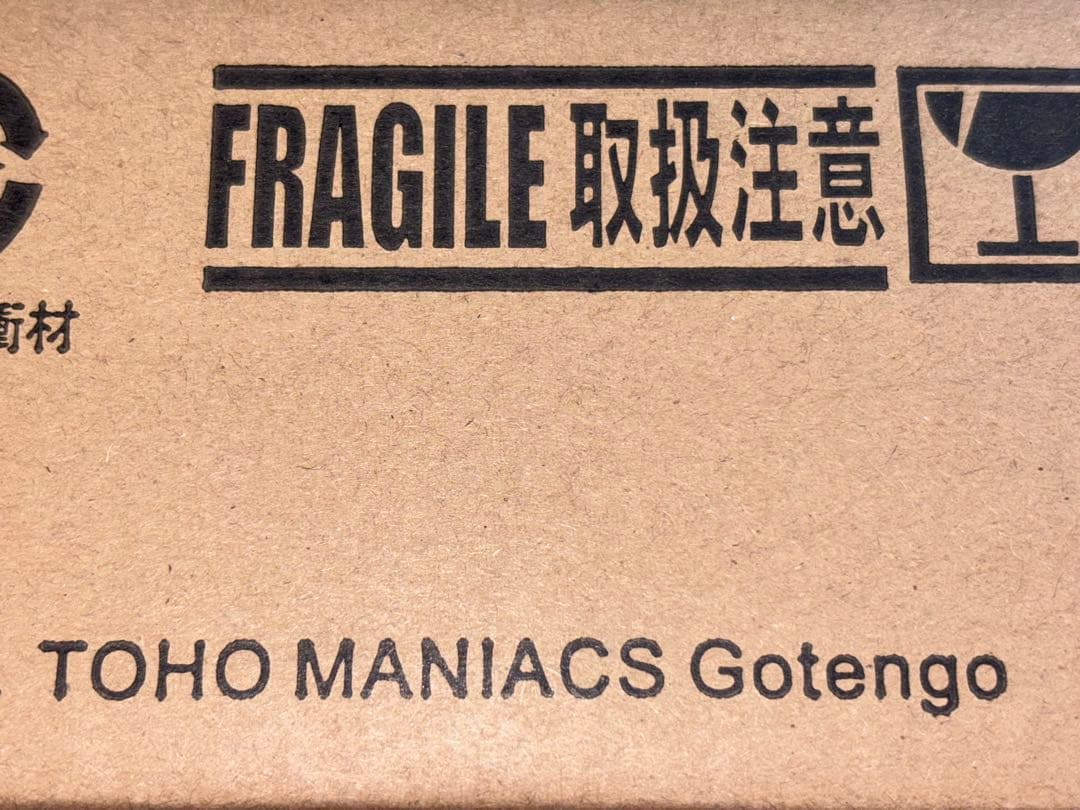 FRAGILE 取扱注意
衝材
TOHO MANIACS Gotengo